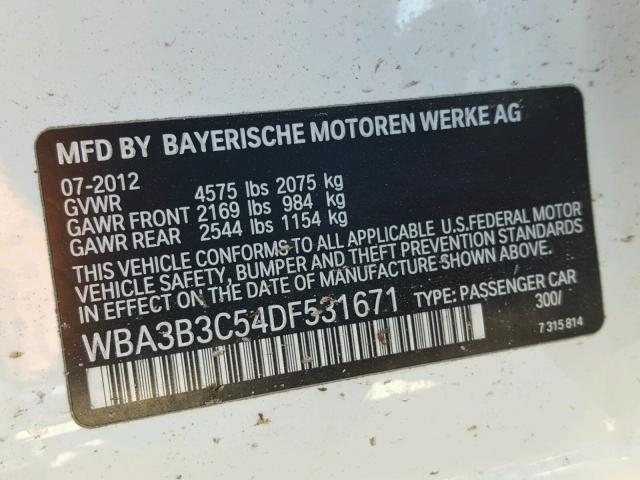 MFD BY BAYERISCHE MOTOREN WERKE AG
07-2012
GVWR 4575 lbs 2075 kg
GAWR FRONT 2169 lbs 984 kg
GAWR REAR 2544 lbs 1154 kg
THIS VEHICLE CONFORMS TO ALL APPLICABLE U.S.FEDERAL MOTOR
VEHICLE SAFETY, BUMPER AND THEFT PREVENTION STANDARDS
IN EFFECT ON THE DATE OF MANUFACTURE SHOWN ABOVE.
WBA3B3C54DF531671 TYPE: PASSENGER CAR
300/
7 315 814